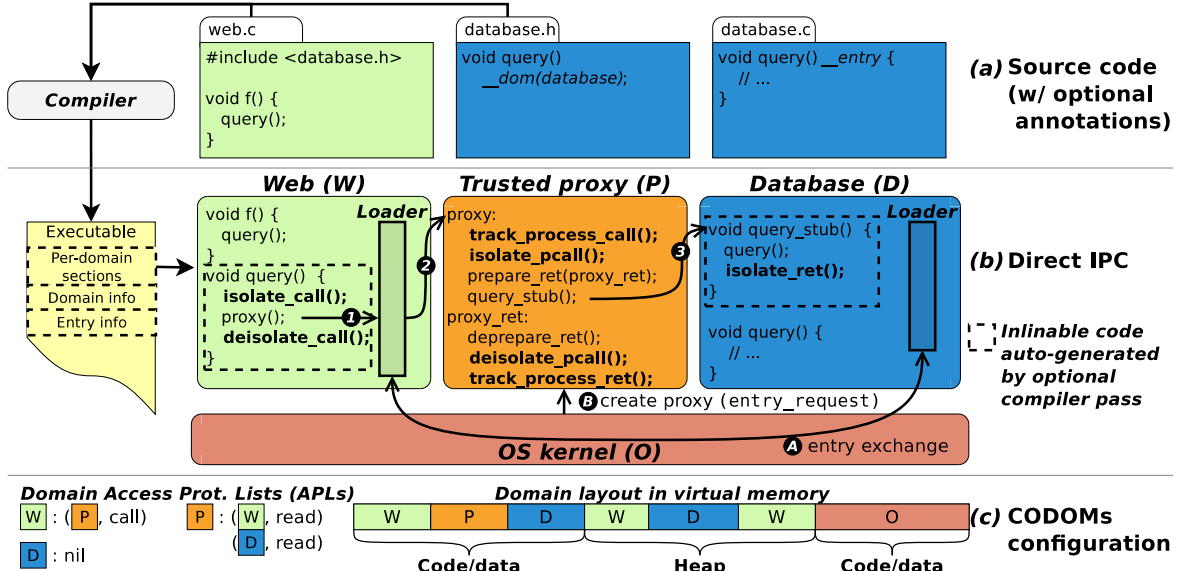 web.c
database.h
database.c
Compiler
#include <database.h>
void f() {
query();
}
void query()
__dom(database);
void query() __entry {
// ...
}
(a) Source code
(w/ optional
annotations)
Web (W)
Trusted proxy (P)
Database (D)
Executable
Per-domain
sections
Domain info
Entry info
void f() {
query();
}
void query() {
isolate_call();
proxy();
deisolate_call();
}
Loader
1
2
proxy:
track_process_call();
isolate_pcall();
prepare_ret(proxy_ret);
query_stub();
proxy_ret:
deprepare_ret();
deisolate_pcall();
track_process_ret();
3
Loader
void query_stub() {
query();
isolate_ret();
}
void query() {
// ...
}
(b) Direct IPC
Inlinable code
auto-generated
by optional
compiler pass
B create proxy (entry_request)
A entry exchange
OS kernel (O)
Domain Access Prot. Lists (APLs)
W : (P, call)
D : nil
P : (W, read)
(D, read)
Domain layout in virtual memory
W P D W D W O
Code/data Heap Code/data
(c) CODOMs
configuration